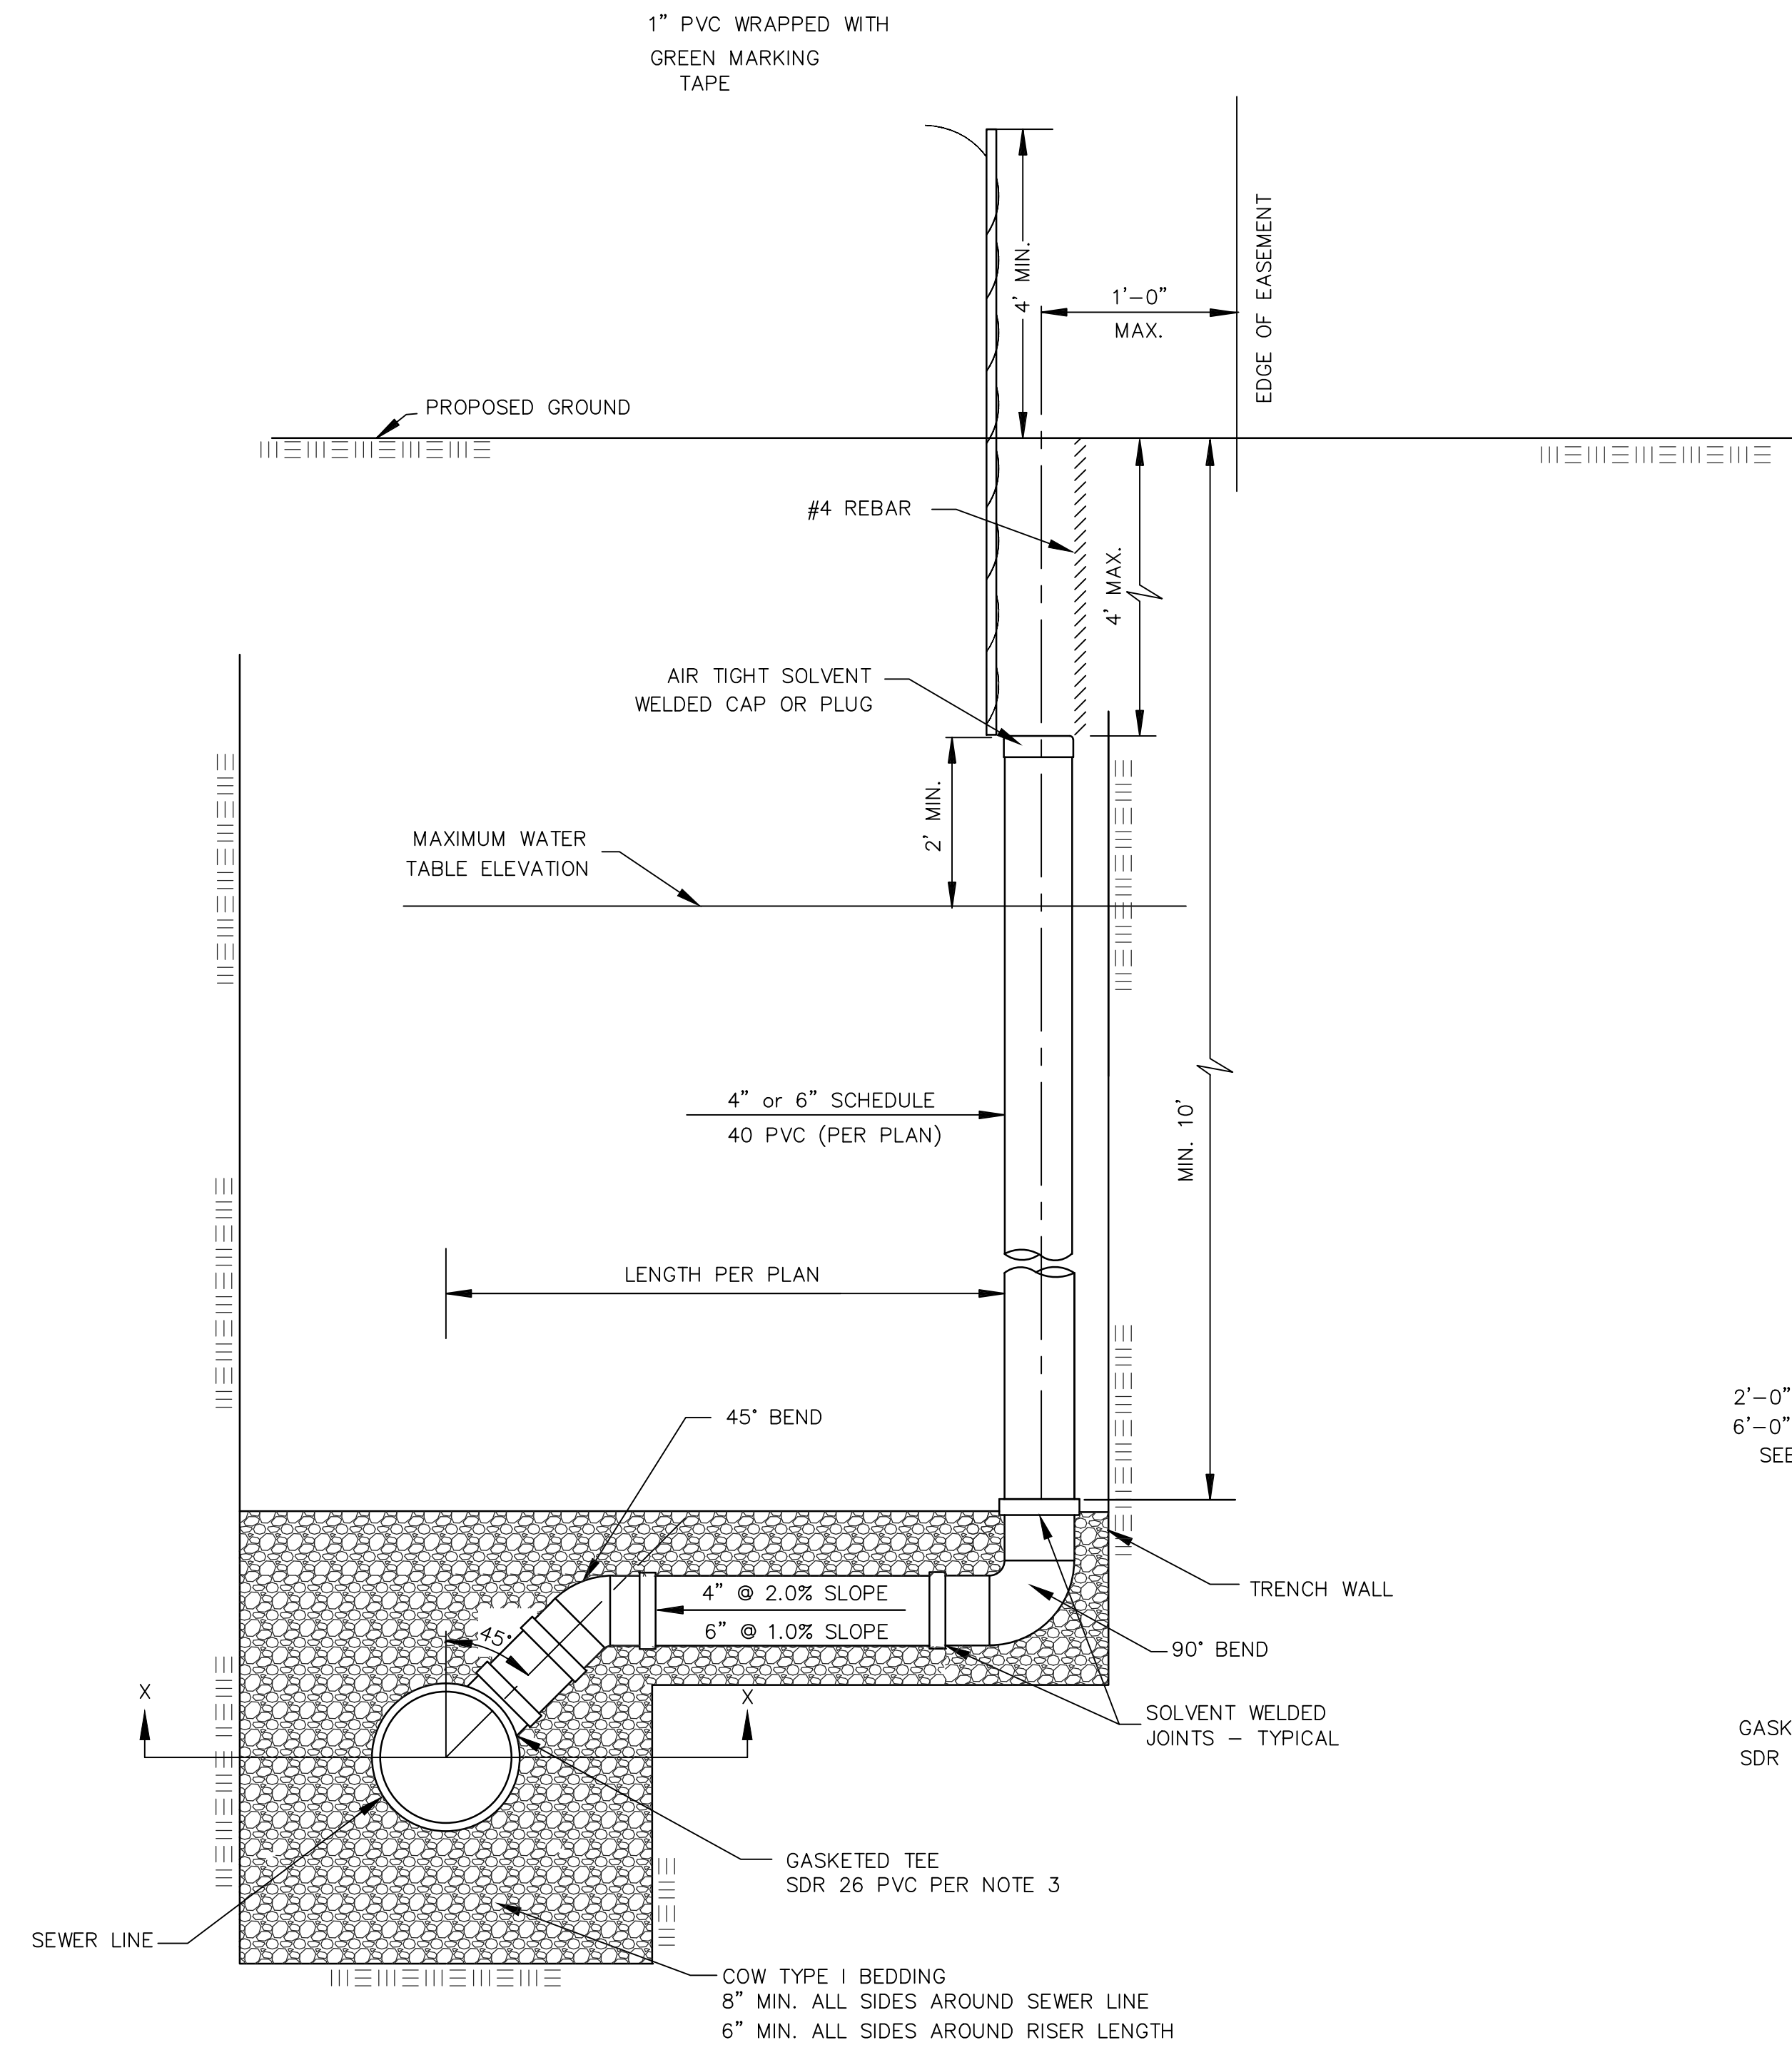 1” PVC WRAPPED WITH
GREEN MARKING
TAPE
4' MIN.
1'-0”
MAX.
EDGE OF EASEMENT
PROPOSED GROUND
#4 REBAR
4' MAX.
AIR TIGHT SOLVENT
WELDED CAP OR PLUG
2' MIN.
MAXIMUM WATER
TABLE ELEVATION
4” or 6” SCHEDULE
40 PVC (PER PLAN)
MIN. 10'
LENGTH PER PLAN
45° BEND
2'-0”
6'-0”
SEE
4” @ 2.0% SLOPE
6” @ 1.0% SLOPE
45°
TRENCH WALL
90° BEND
X
X
SOLVENT WELDED
JOINTS - TYPICAL
GASK
SDR
GASKETED TEE
SDR 26 PVC PER NOTE 3
SEWER LINE
COW TYPE I BEDDING
8” MIN. ALL SIDES AROUND SEWER LINE
6” MIN. ALL SIDES AROUND RISER LENGTH